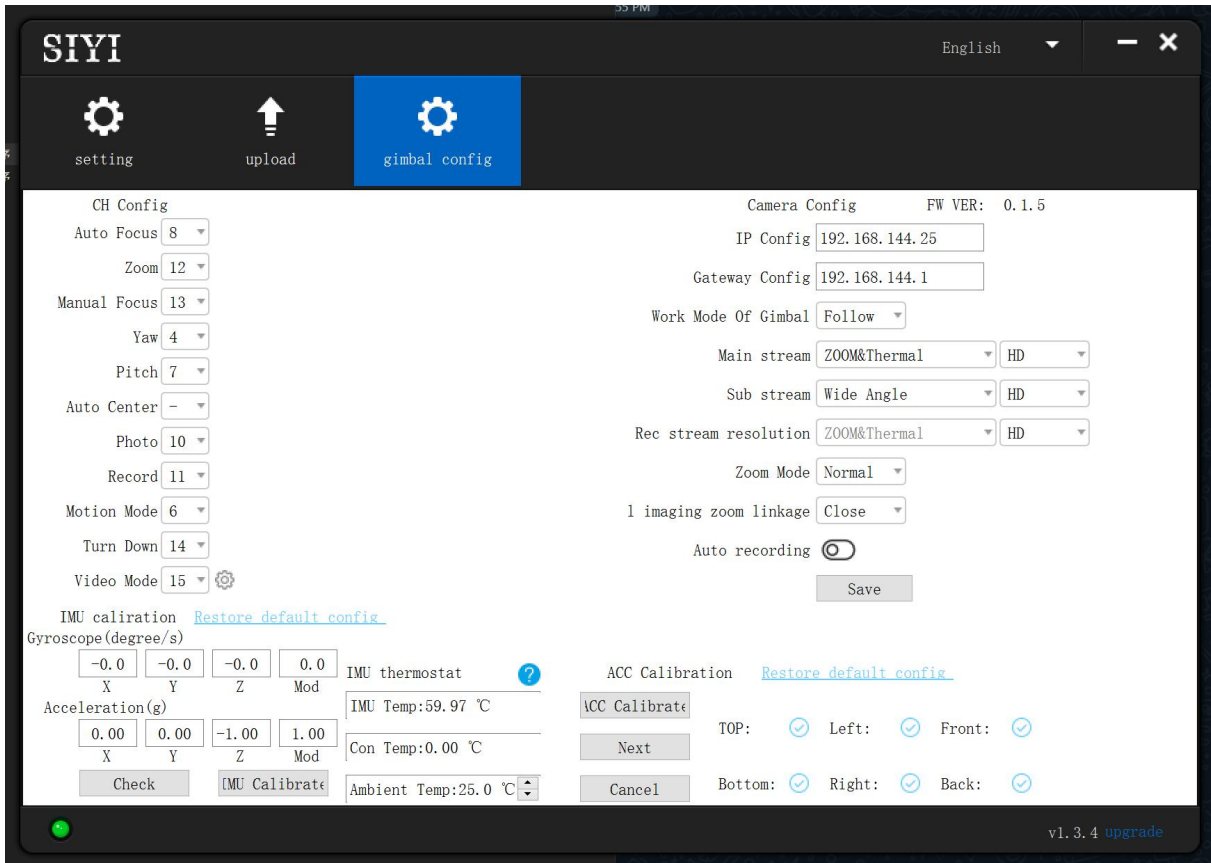 55 PM
SIYI
English
setting
upload
gimbal config
CH Config
Auto Focus 8
Zoom 12
Manual Focus 13
Yaw 4
Pitch 7
Auto Center -
Photo 10
Record 11
Motion Mode 6
Turn Down 14
Video Mode 15
Camera Config FW VER: 0.1.5
IP Config 192.168.144.25
Gateway Config 192.168.144.1
Work Mode Of Gimbal Follow
Main stream ZOOM&Thermal HD
Sub stream Wide Angle HD
Rec stream resolution ZOOM&Thermal HD
Zoom Mode Normal
l imaging zoom linkage Close
Auto recording
Save
IMU caliration Restore default config
Gyroscope(degree/s)
-0.0 -0.0 -0.0 0.0
X Y Z Mod
Acceleration(g)
0.00 0.00 -1.00 1.00
X Y Z Mod
Check IMU Calibrate
IMU thermostat ?
IMU Temp:59.97 ℃
Con Temp:0.00 ℃
Ambient Temp:25.0 ℃
ACC Calibration Restore default config
ACC Calibrate
Next
Cancel
TOP: Left: Front:
Bottom: Right: Back:
v1.3.4 upgrade